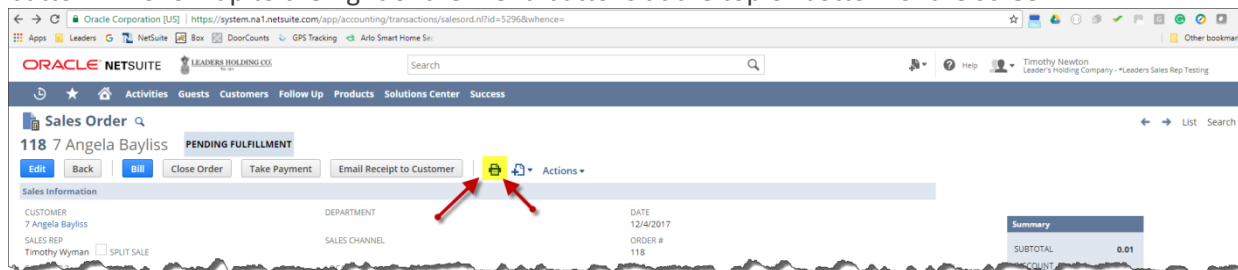 Oracle Corporation [US] | https://system.na1.netsuite.com/app/accounting/transactions/salesord.nl?id=5296&whence=
Apps Leaders NetSuite Box DoorCounts GPS Tracking Arlo Smart Home Sec Other bookmar
ORACLE NETSUITE LEADERS HOLDING CO. Search Help Timothy Newton
Leader's Holding Company - *Leaders Sales Rep Testing
Activities Guests Customers Follow Up Products Solutions Center Success
Sales Order List Search
118 7 Angela Bayliss PENDING FULFILLMENT
Edit Back Bill Close Order Take Payment Email Receipt to Customer Actions
Sales Information
CUSTOMER DEPARTMENT DATE
7 Angela Bayliss 12/4/2017
Summary
SALES REP SALES CHANNEL ORDER #
Timothy Wyman SPLIT SALE 118
SUBTOTAL 0.01